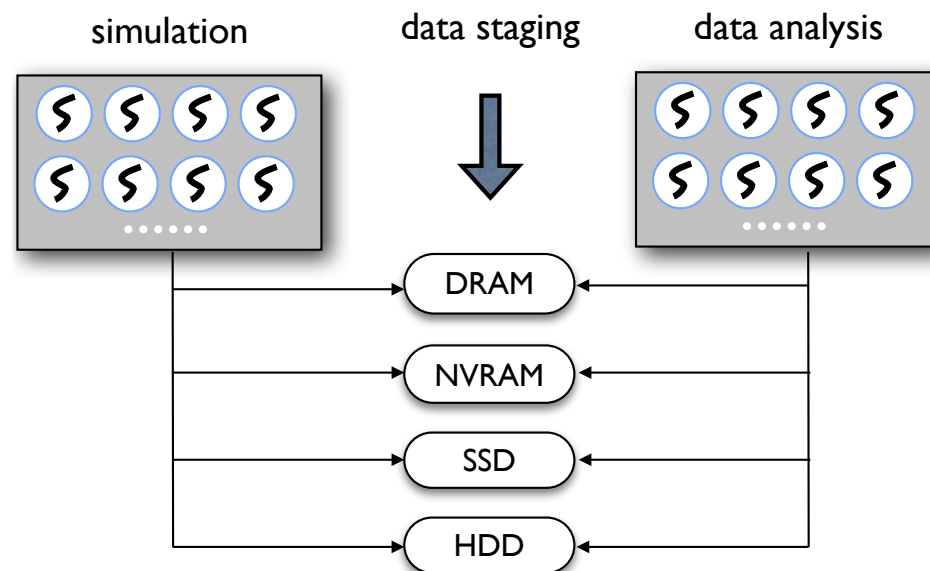 simulation
data staging
data analysis
DRAM
NVRAM
SSD
HDD